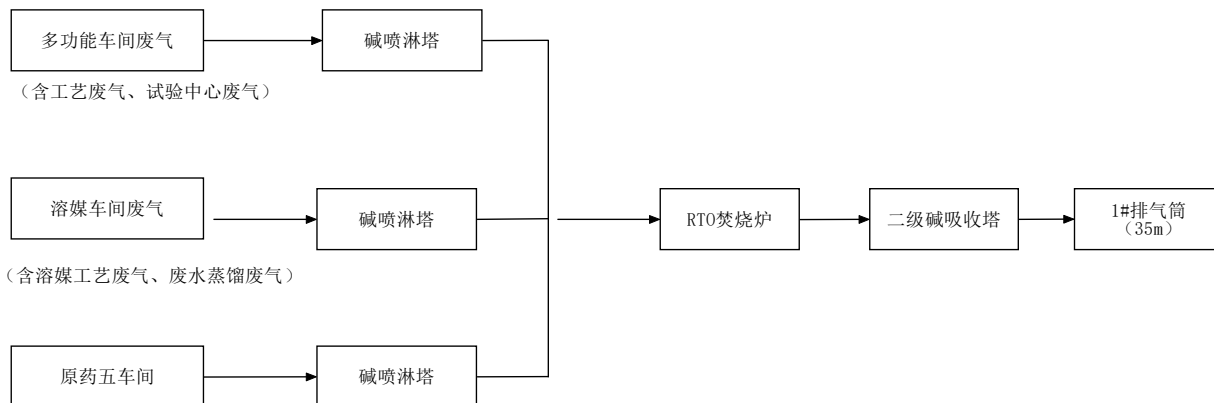 多功能车间废气
碱喷淋塔
（含工艺废气、试验中心废气）
溶媒车间废气
碱喷淋塔
RTO焚烧炉
二级碱吸收塔
1#排气筒
（35m）
（含溶媒工艺废气、废水蒸馏废气）
原药五车间
碱喷淋塔